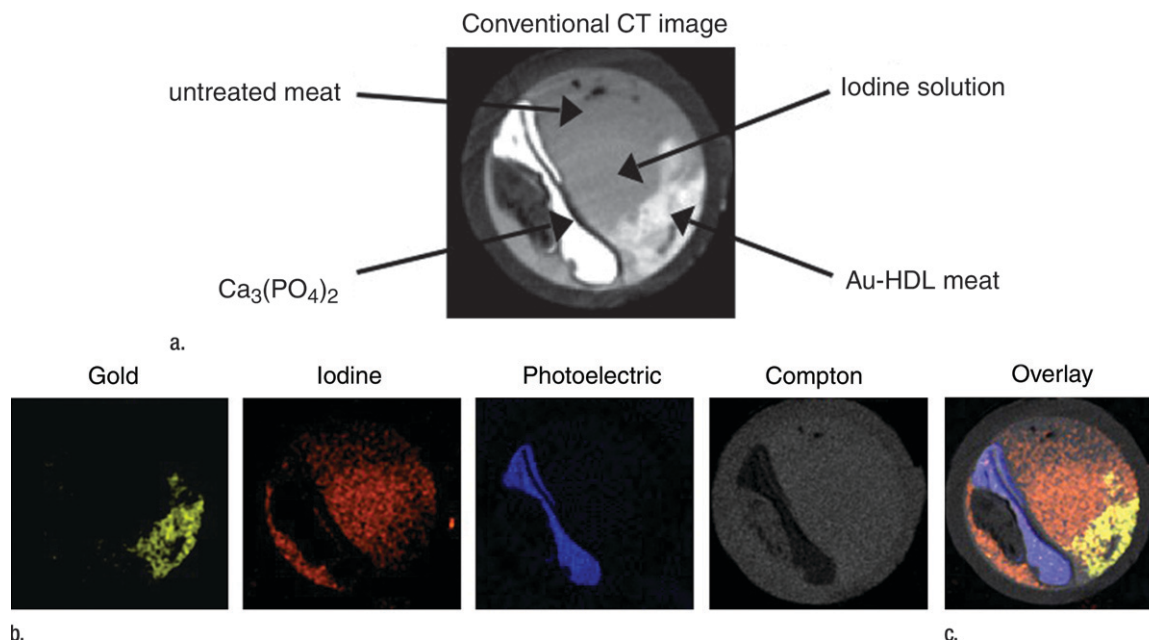 Conventional CT image
untreated meat
Iodine solution
Ca₃(PO₄)₂
Au-HDL meat
a.
Gold
Iodine
Photoelectric
Compton
Overlay
b.
c.